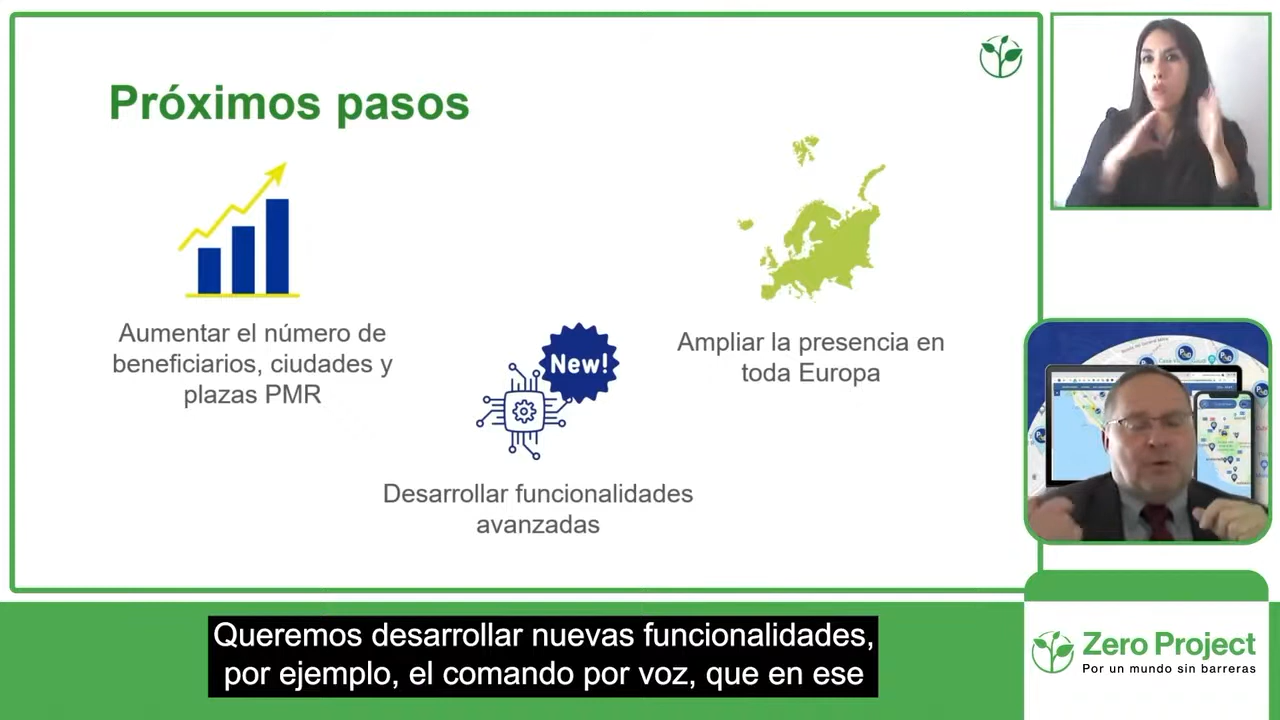 Próximos pasos
Aumentar el número de
beneficiarios, ciudades y
plazas PMR
New!
Desarrollar funcionalidades
avanzadas
Ampliar la presencia en
toda Europa
Queremos desarrollar nuevas funcionalidades,
por ejemplo, el comando por voz, que en ese
Zero Project
Por un mundo sin barreras